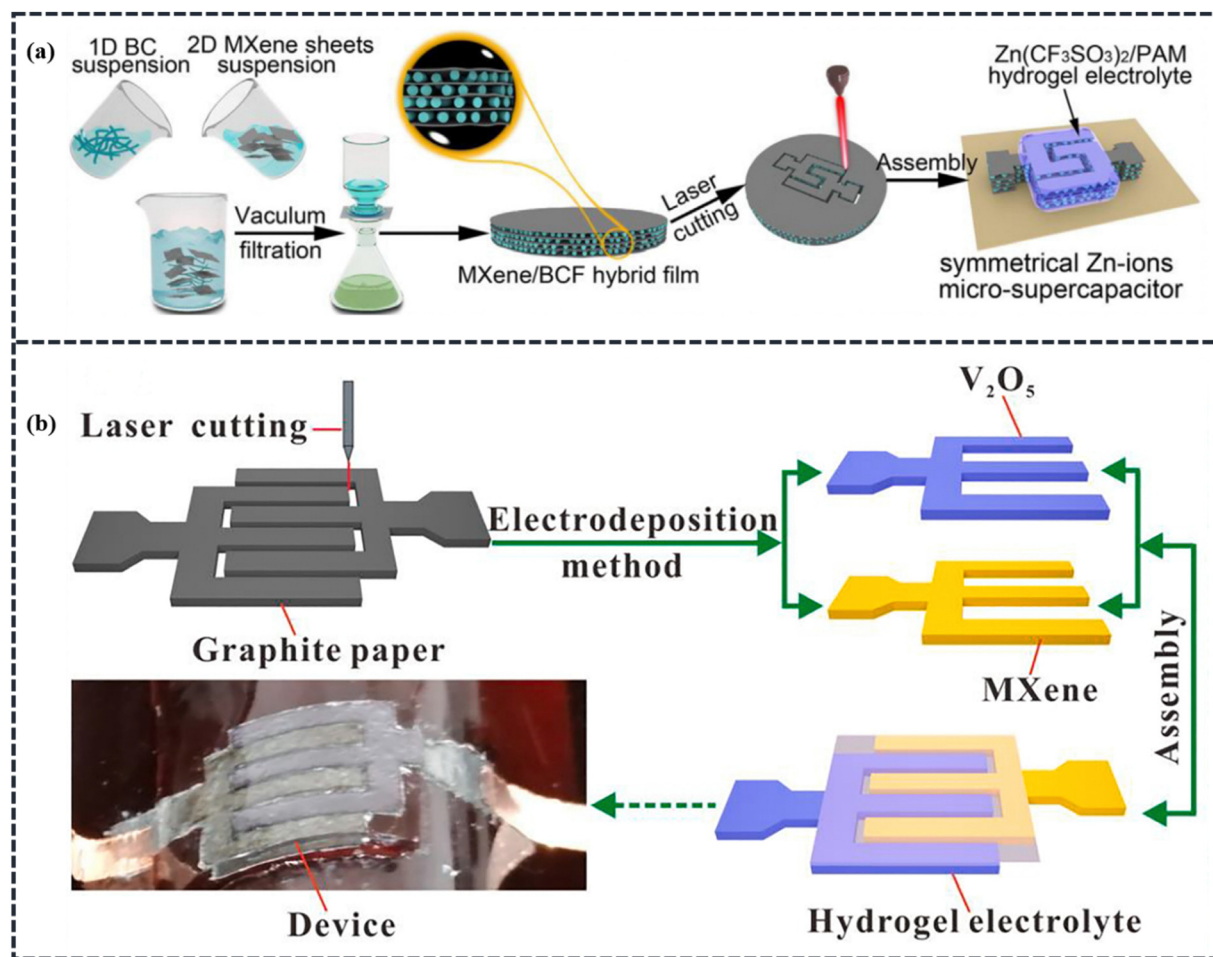 (a)
1D BC
suspension
2D MXene sheets
suspension
Vaculum
filtration
MXene/BCF hybrid film
Laser
cutting
Assembly
Zn(CF₃SO₃)₂/PAM
hydrogel electrolyte
symmetrical Zn-ions
micro-supercapacitor
(b)
Laser cutting
Graphite paper
Electrodeposition
method
V₂O₅
MXene
Assembly
Hydrogel electrolyte
Device